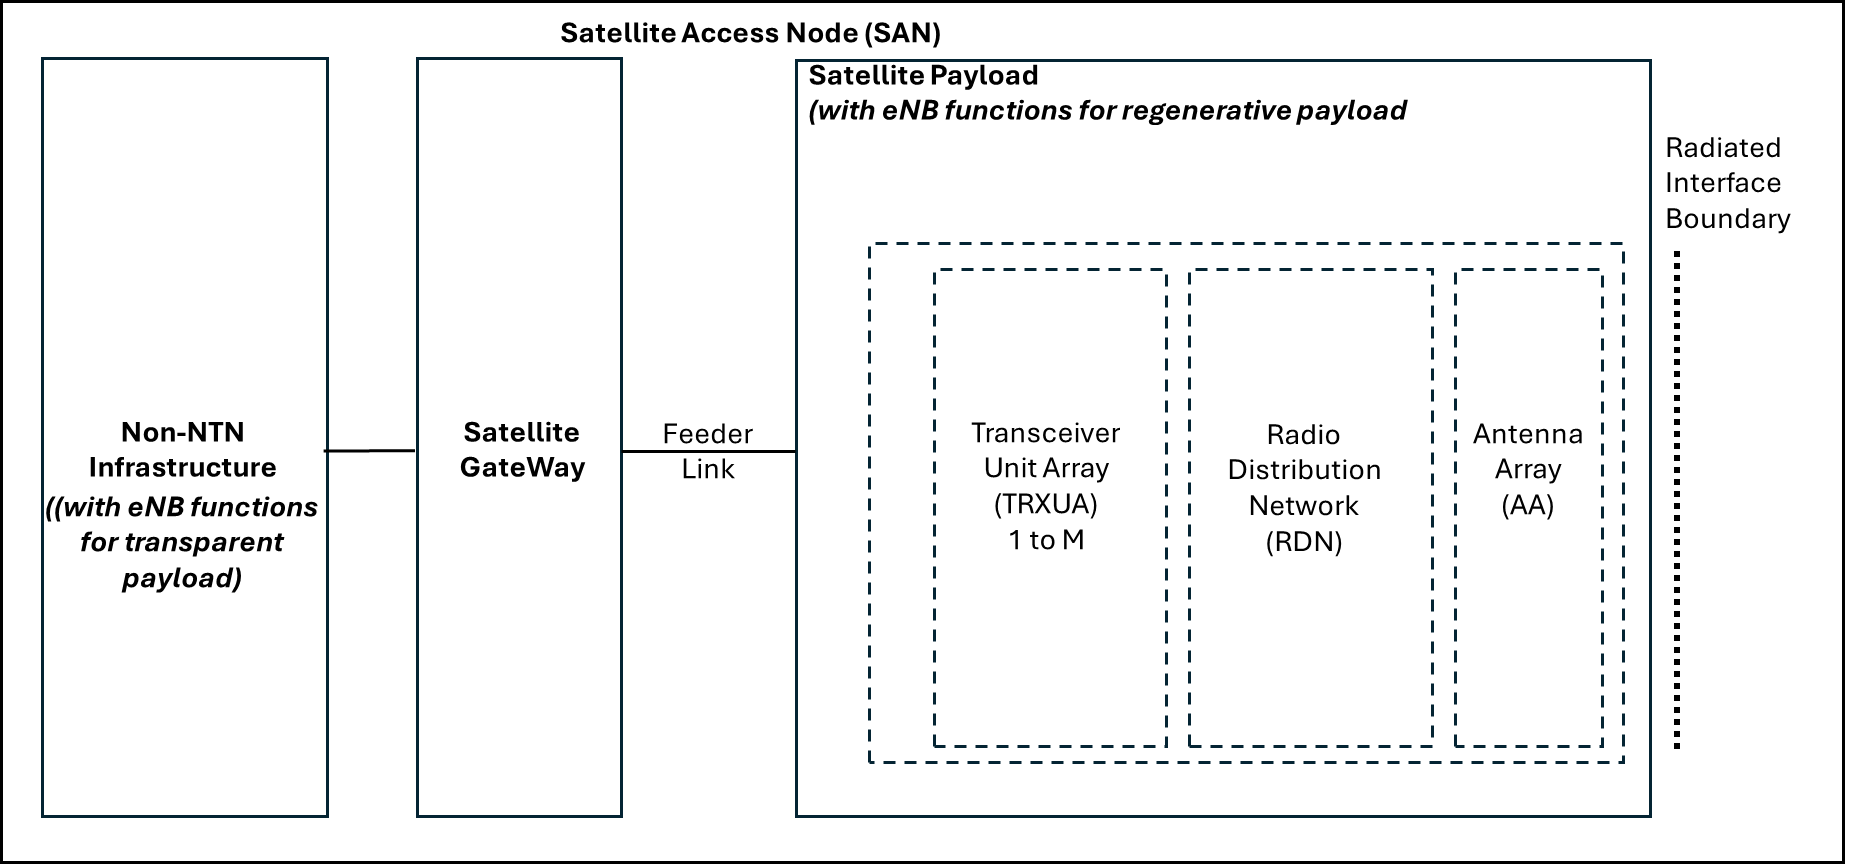 Satellite Access Node (SAN)
Satellite Payload
(with eNB functions for regenerative payload
Radiated
Interface
Boundary
Non-NTN
Infrastructure
((with eNB functions
for transparent
payload)
Satellite
GateWay
Feeder
Link
Transceiver
Unit Array
(TRXUA)
1 to M
Radio
Distribution
Network
(RDN)
Antenna
Array
(AA)